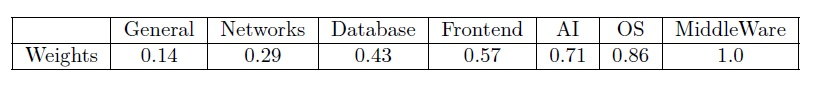 General Networks Database Frontend AI OS MiddleWare
Weights 0.14 0.29 0.43 0.57 0.71 0.86 1.0